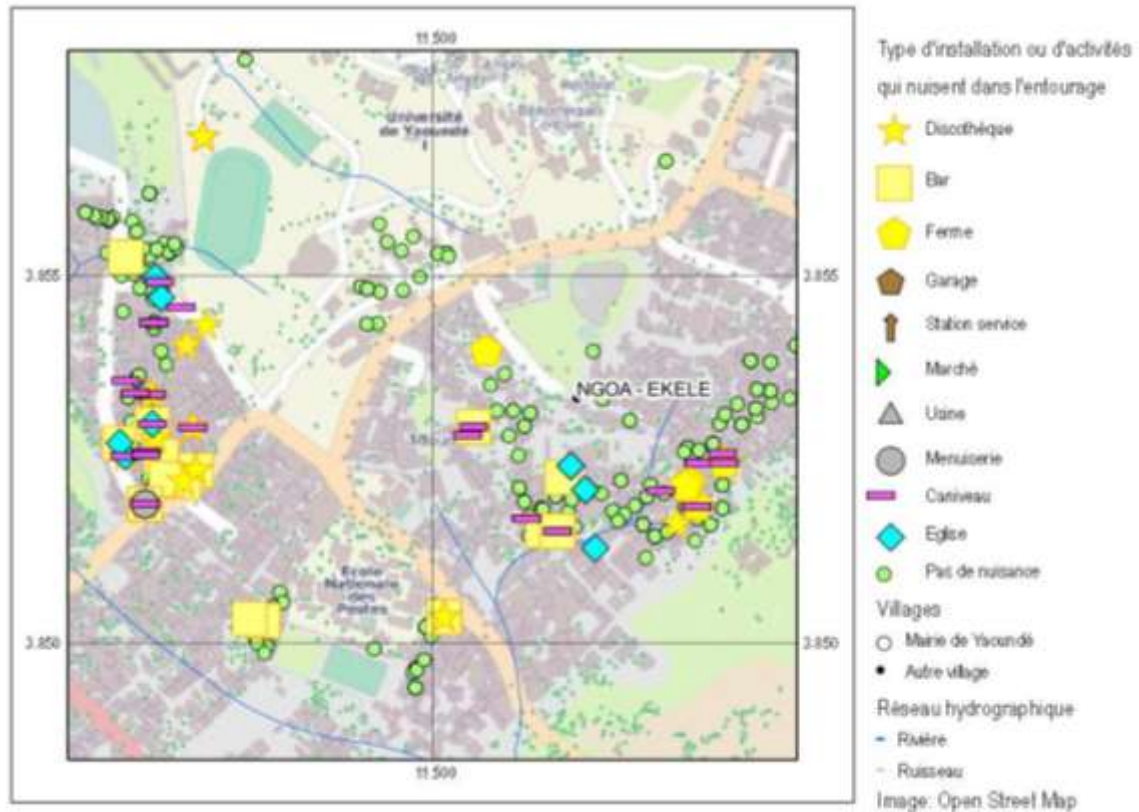 11.500
Université
de Yaoundé
I
3.855
3.855
NGOA - EKELE
Ecole
Nationale
des
Postes
3.850
3.850
11.500
Type d'installation ou d'activités
qui nuisent dans l'entourage
Discothèque
Bar
Ferme
Garage
Station service
Marché
Usine
Menuiserie
Caniveau
Eglise
Pas de nuisance
Villages
Mairie de Yaoundé
Autre village
Réseau hydrographique
Rivière
Ruisseau
Image: Open Street Map